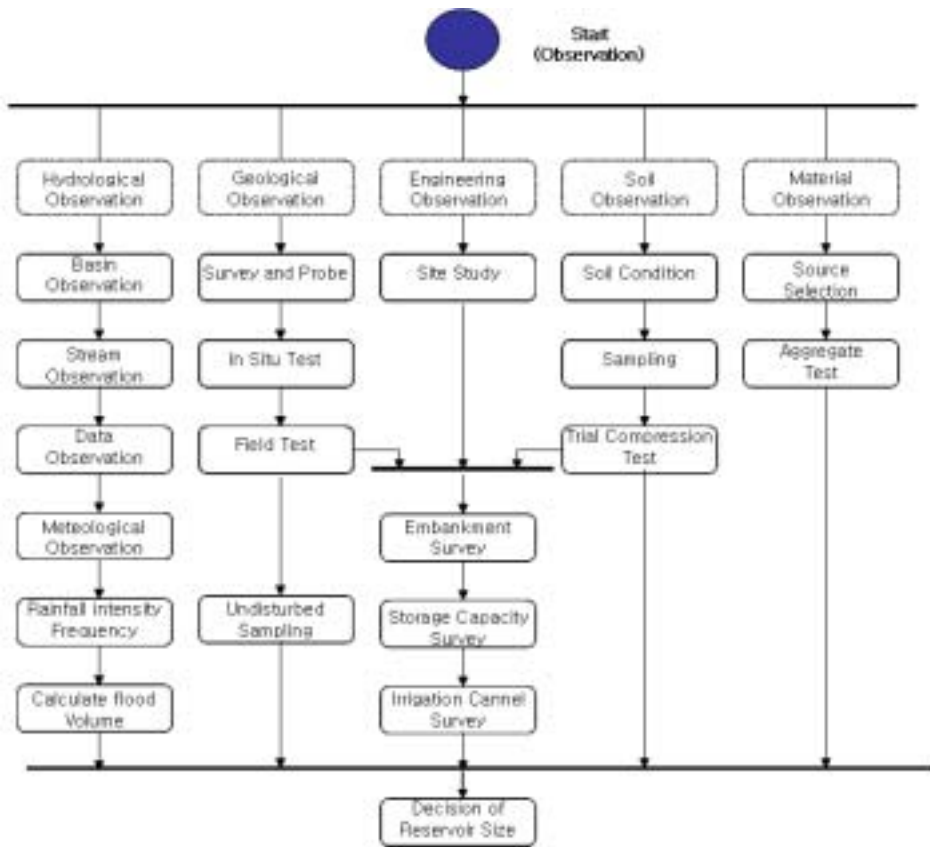 Start
(Observation)
Hydrological
Observation
Geological
Observation
Engineering
Observation
Soil
Observation
Material
Observation
Basin
Observation
Survey and Probe
Site Study
Soil Condition
Source
Selection
Stream
Observation
In Situ Test
Sampling
Aggregate
Test
Data
Observation
Field Test
Trial Compression
Test
Meteological
Observation
Embankment
Survey
Rainfall intensity
Frequency
Undisturbed
Sampling
Storage Capacity
Survey
Calculate flood
Volume
Irrigation Cannel
Survey
Decision of
Reservoir Size